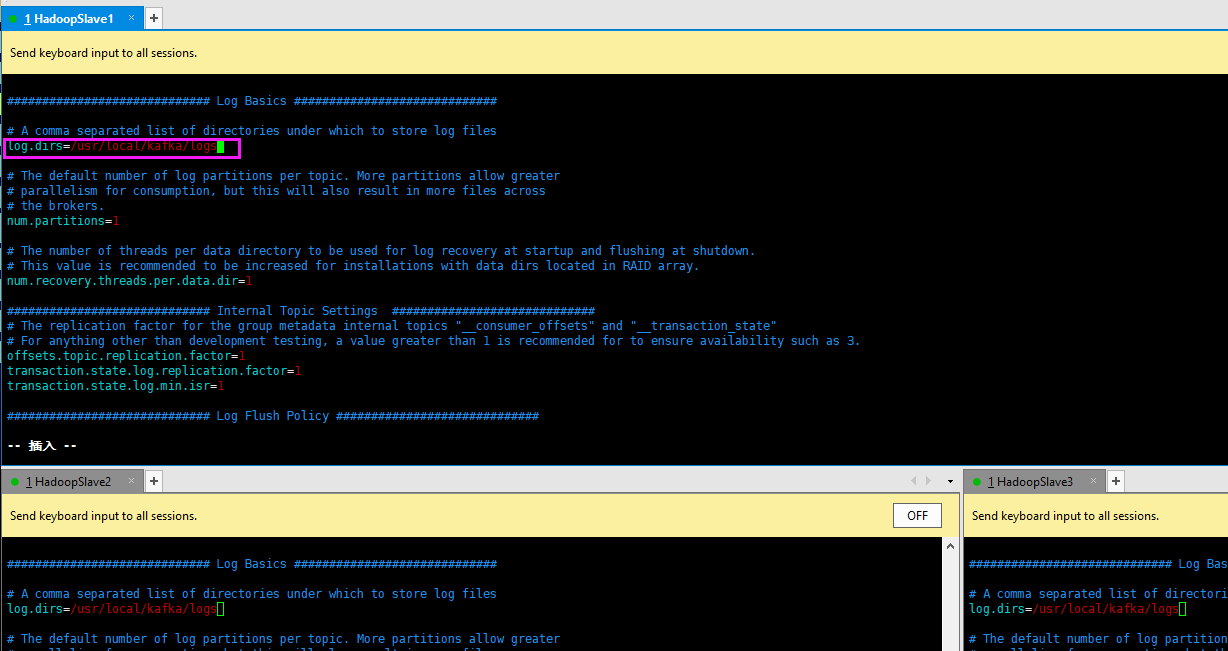 1 HadoopSlave1 × +
Send keyboard input to all sessions.
############################# Log Basics #############################
# A comma separated list of directories under which to store log files
log.dirs=/usr/local/kafka/logs
# The default number of log partitions per topic. More partitions allow greater
# parallelism for consumption, but this will also result in more files across
# the brokers.
num.partitions=1
# The number of threads per data directory to be used for log recovery at startup and flushing at shutdown.
# This value is recommended to be increased for installations with data dirs located in RAID array.
num.recovery.threads.per.data.dir=1
############################# Internal Topic Settings  #############################
# The replication factor for the group metadata internal topics "__consumer_offsets" and "__transaction_state"
# For anything other than development testing, a value greater than 1 is recommended for to ensure availability such as 3.
offsets.topic.replication.factor=1
transaction.state.log.replication.factor=1
transaction.state.log.min.isr=1
############################# Log Flush Policy #############################
-- 插入 --
1 HadoopSlave2 × +
Send keyboard input to all sessions.
OFF
############################# Log Basics #############################
# A comma separated list of directories under which to store log files
log.dirs=/usr/local/kafka/logs
# The default number of log partitions per topic. More partitions allow greater
1 HadoopSlave3 × +
Send keyboard input to all sessions.
############################# Log Bas
# A comma separated list of directori
log.dirs=/usr/local/kafka/logs
# The default number of log partition